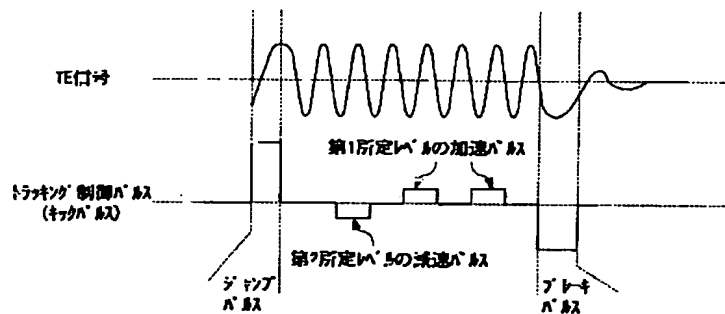 TE信号
第1所定レベルの加速パルス
トラッキング制御パルス
(キックパルス)
第2所定レベルの減速パルス
ジャンプ
パルス
ブレーキ
パルス